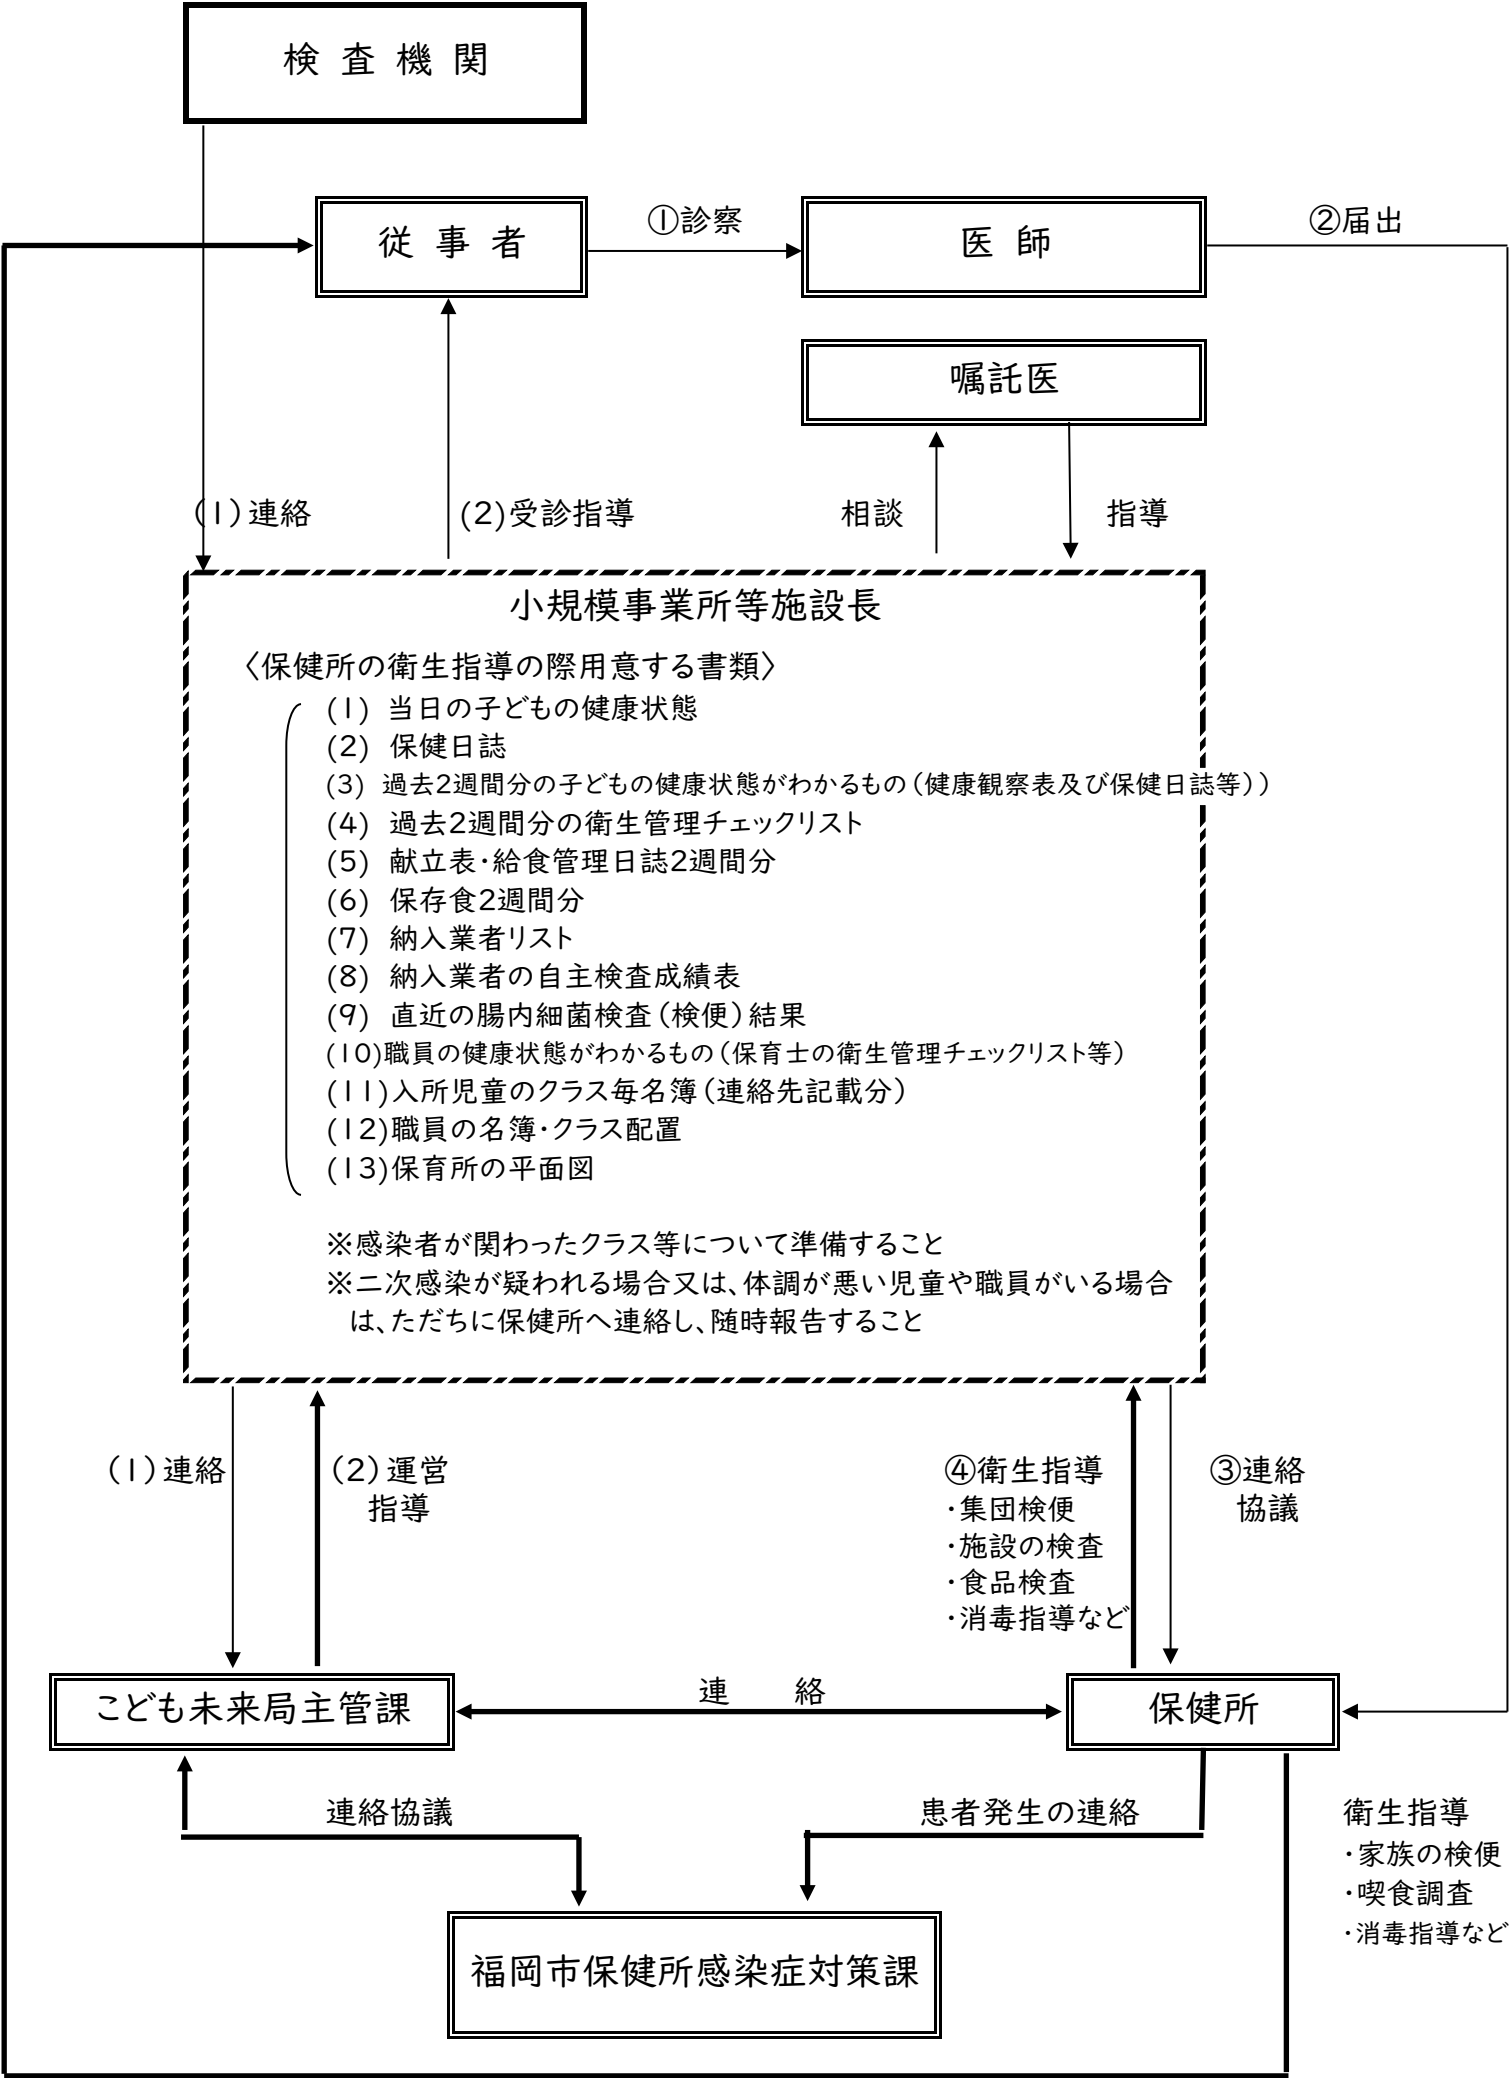 検 査 機 関
従 事 者
①診察
医 師
②届出
嘱託医
(1)連絡
(2)受診指導
相談
指導
小規模事業所等施設長
〈保健所の衛生指導の際用意する書類〉
(1) 当日の子どもの健康状態
(2) 保健日誌
(3) 過去2週間分の子どもの健康状態がわかるもの(健康観察表及び保健日誌等))
(4) 過去2週間分の衛生管理チェックリスト
(5) 献立表・給食管理日誌2週間分
(6) 保存食2週間分
(7) 納入業者リスト
(8) 納入業者の自主検査成績表
(9) 直近の腸内細菌検査(検便)結果
(10)職員の健康状態がわかるもの(保育士の衛生管理チェックリスト等)
(11)入所児童のクラス毎名簿(連絡先記載分)
(12)職員の名簿・クラス配置
(13)保育所の平面図
※感染者が関わったクラス等について準備すること
※二次感染が疑われる場合又は、体調が悪い児童や職員がいる場合
は、ただちに保健所へ連絡し、随時報告すること
(1)連絡
(2)運営
指導
④衛生指導
・集団検便
・施設の検査
・食品検査
・消毒指導など
③連絡
協議
こども未来局主管課
連 絡
保健所
連絡協議
患者発生の連絡
衛生指導
・家族の検便
・喫食調査
・消毒指導など
福岡市保健所感染症対策課